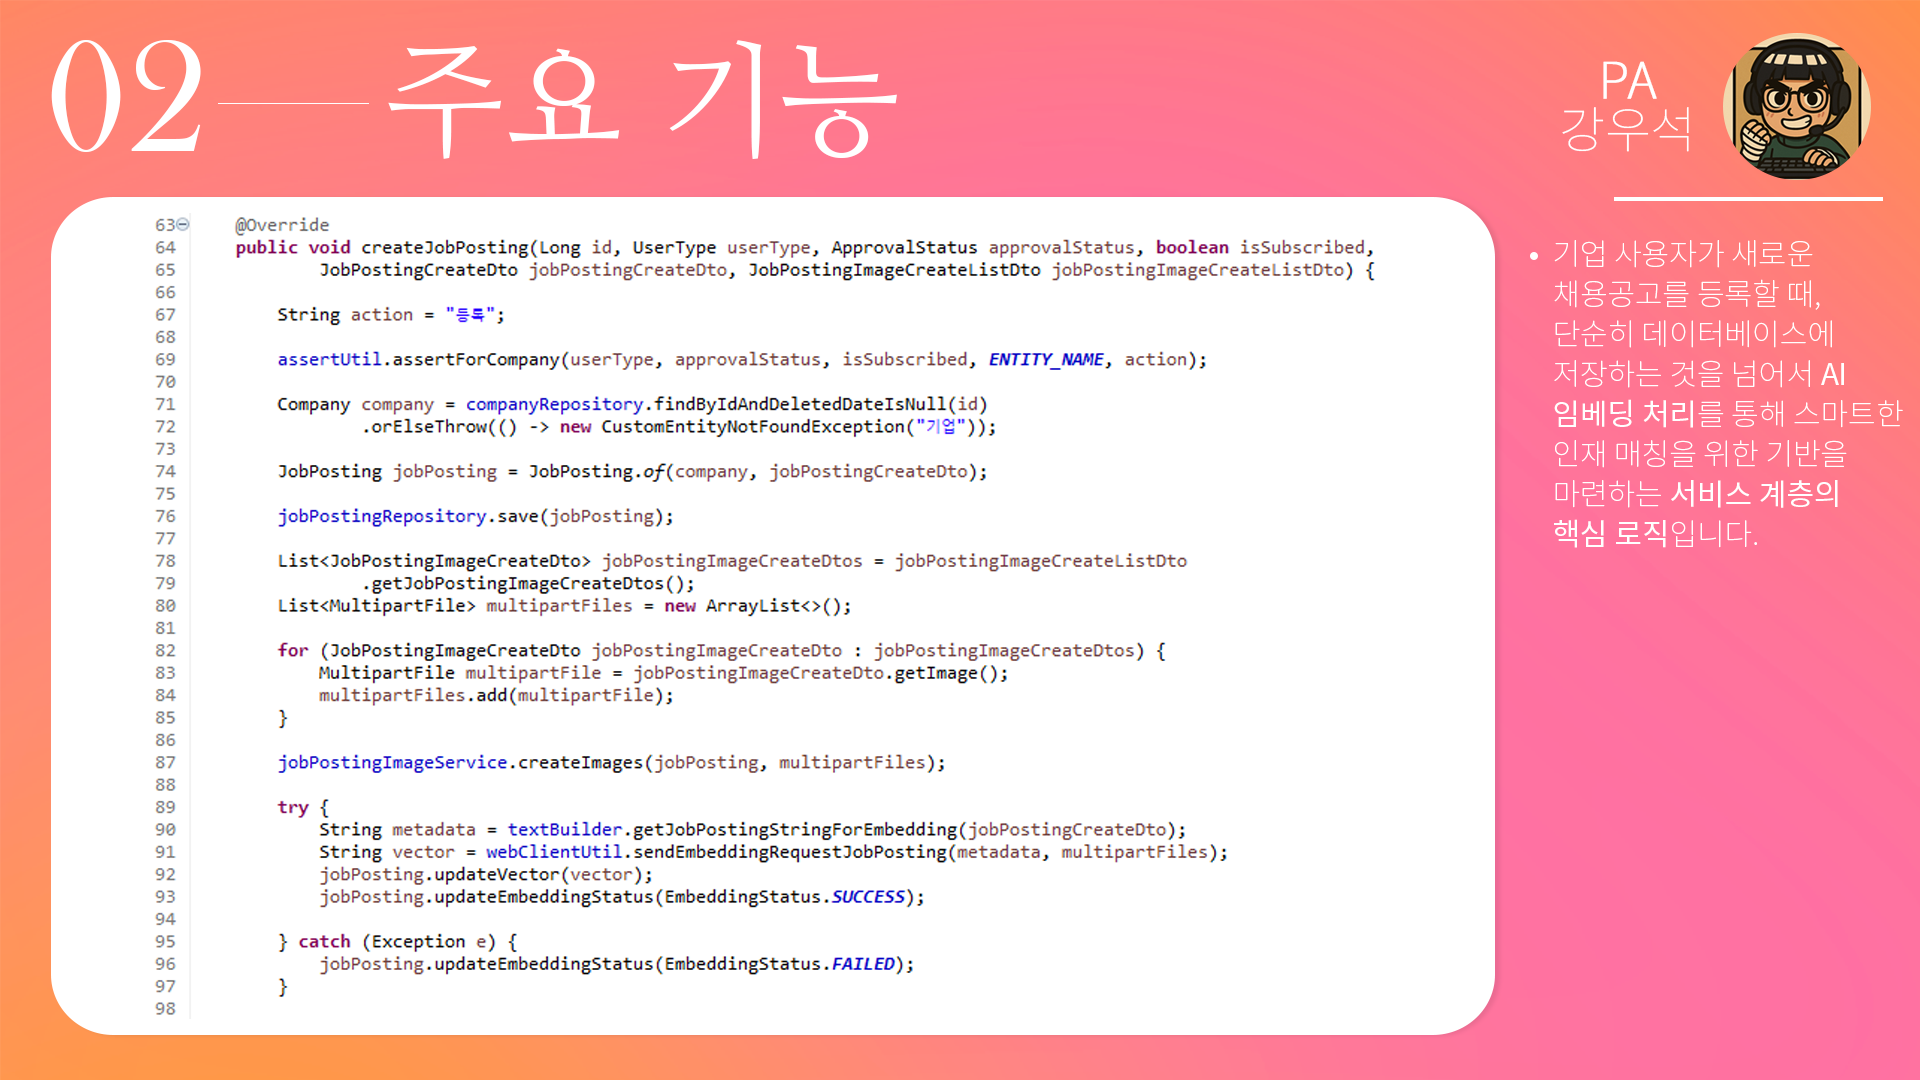 02 주요 기능
PA
강우석
63 @Override
64 public void createJobPosting(Long id, UserType userType, ApprovalStatus approvalStatus, boolean isSubscribed,
65 JobPostingCreateDto jobPostingCreateDto, JobPostingImageCreateListDto jobPostingImageCreateListDto) {
66
67 String action = "등록";
68
69 assertUtil.assertForCompany(userType, approvalStatus, isSubscribed, ENTITY_NAME, action);
70
71 Company company = companyRepository.findByIdAndDeletedDateIsNull(id)
72 .orElseThrow(() -> new CustomEntityNotFoundException("기업"));
73
74 JobPosting jobPosting = JobPosting.of(company, jobPostingCreateDto);
75
76 jobPostingRepository.save(jobPosting);
77
78 List<JobPostingImageCreateDto> jobPostingImageCreateDtos = jobPostingImageCreateListDto
79 .getJobPostingImageCreateDtos();
80 List<MultipartFile> multipartFiles = new ArrayList<>();
81
82 for (JobPostingImageCreateDto jobPostingImageCreateDto : jobPostingImageCreateDtos) {
83 MultipartFile multipartFile = jobPostingImageCreateDto.getImage();
84 multipartFiles.add(multipartFile);
85 }
86
87 jobPostingImageService.createImages(jobPosting, multipartFiles);
88
89 try {
90 String metadata = textBuilder.getJobPostingStringForEmbedding(jobPostingCreateDto);
91 String vector = webClientUtil.sendEmbeddingRequestJobPosting(metadata, multipartFiles);
92 jobPosting.updateVector(vector);
93 jobPosting.updateEmbeddingStatus(EmbeddingStatus.SUCCESS);
94
95 } catch (Exception e) {
96 jobPosting.updateEmbeddingStatus(EmbeddingStatus.FAILED);
97 }
98
• 기업 사용자가 새로운
채용공고를 등록할 때,
단순히 데이터베이스에
저장하는 것을 넘어서 AI
임베딩 처리를 통해 스마트한
인재 매칭을 위한 기반을
마련하는 서비스 계층의
핵심 로직입니다.